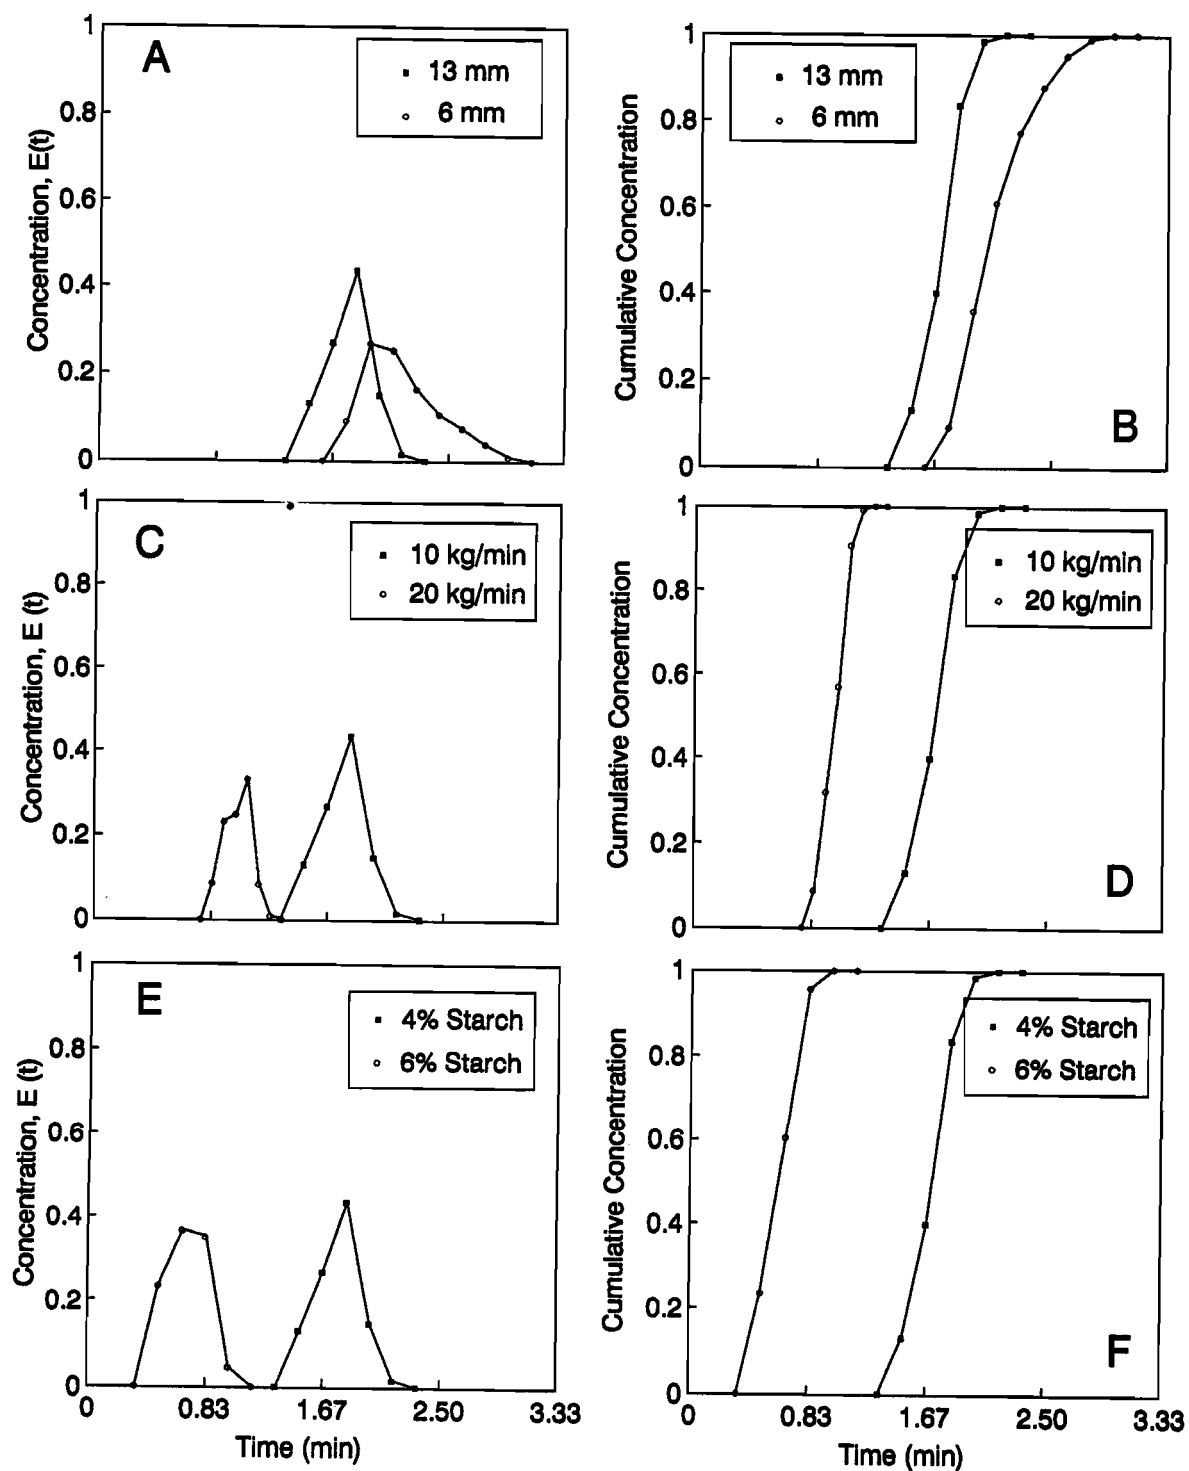 A
13 mm
6 mm
1
0.8
0.6
0.4
0.2
0
Concentration, E(t)
B
13 mm
6 mm
1
0.8
0.6
0.4
0.2
0
Cumulative Concentration
C
10 kg/min
20 kg/min
1
0.8
0.6
0.4
0.2
0
Concentration, E (t)
D
10 kg/min
20 kg/min
1
0.8
0.6
0.4
0.2
0
Cumulative Concentration
E
4% Starch
6% Starch
1
0.8
0.6
0.4
0.2
0
Concentration, E (t)
0 0.83 1.67 2.50 3.33
Time (min)
F
4% Starch
6% Starch
1
0.8
0.6
0.4
0.2
0
Cumulative Concentration
0 0.83 1.67 2.50 3.33
Time (min)